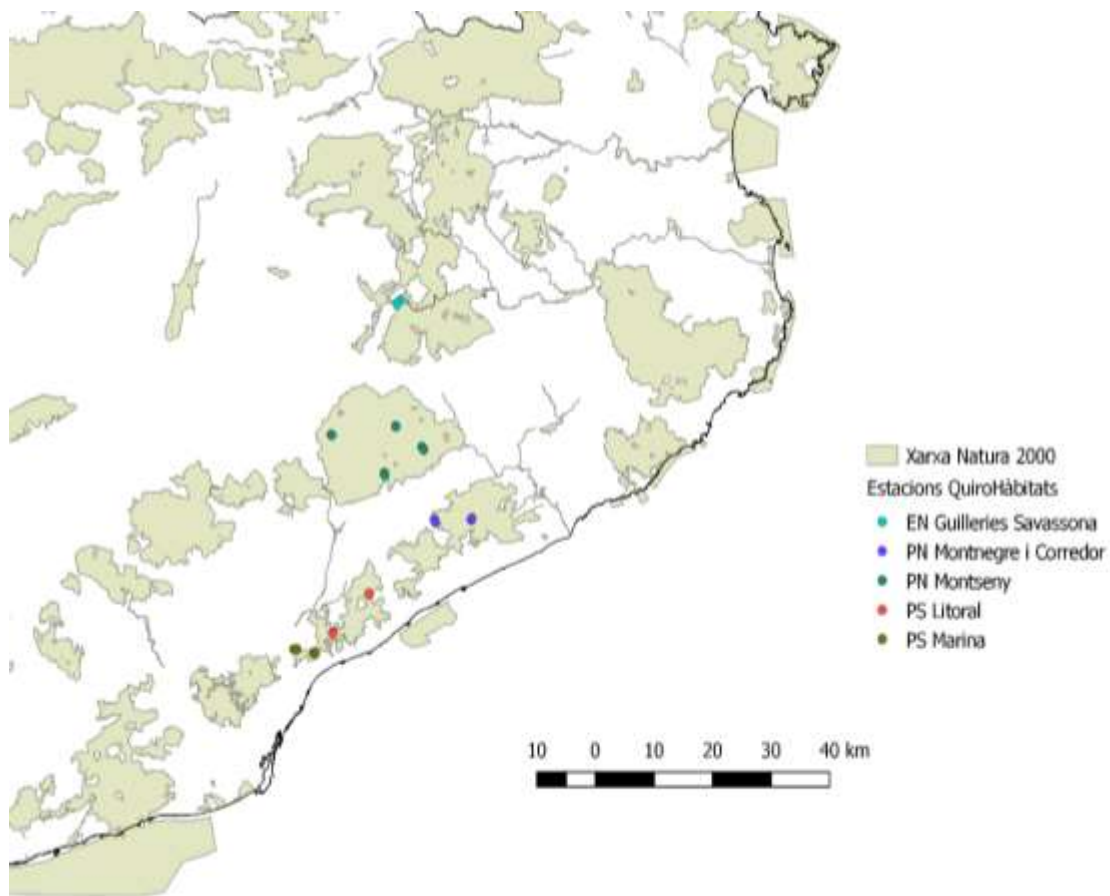 Xarxa Natura 2000
Estacions QuiroHàbitats
EN Guilleries Savassona
PN Montnegre i Corredor
PN Montseny
PS Litoral
PS Marina
10 0 10 20 30 40 km